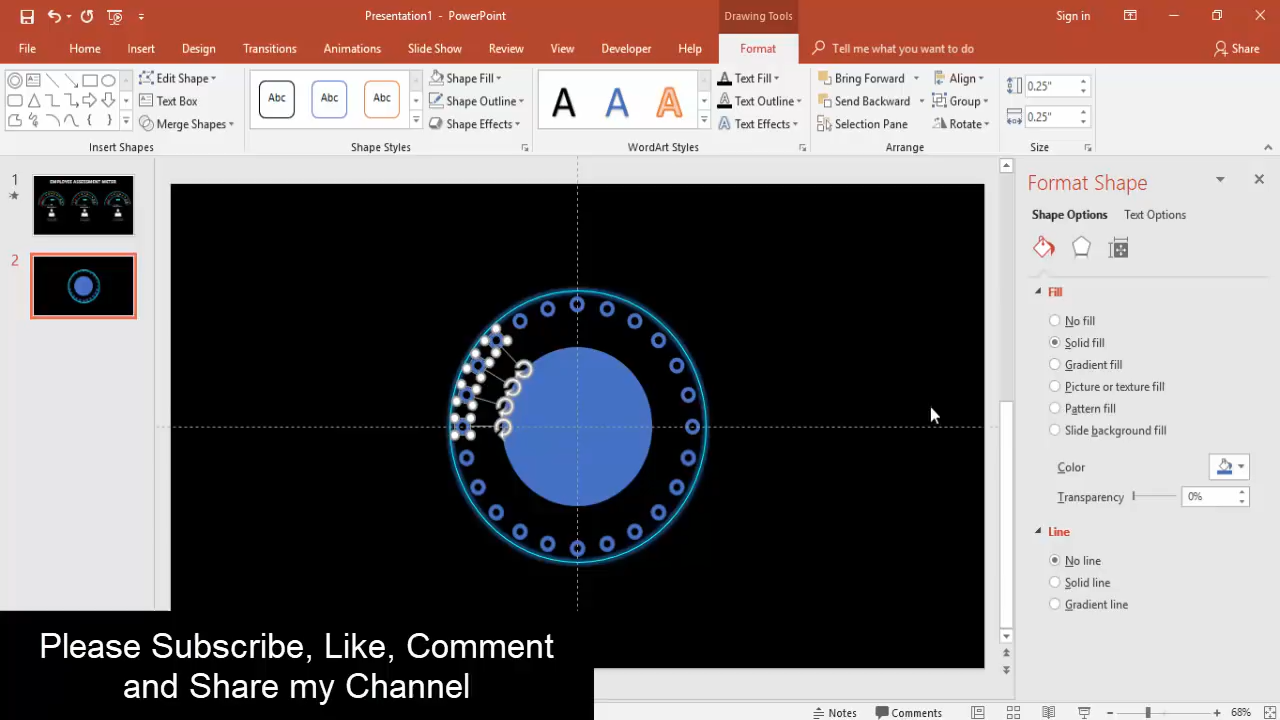 Presentation1 - PowerPoint
Drawing Tools
Sign in
File
Home
Insert
Design
Transitions
Animations
Slide Show
Review
View
Developer
Help
Format
Tell me what you want to do
Share
Edit Shape
Text Box
Merge Shapes
Insert Shapes
Abc
Abc
Abc
Shape Fill
Shape Outline
Shape Effects
Shape Styles
A
A
A
Text Fill
Text Outline
Text Effects
WordArt Styles
Bring Forward
Send Backward
Selection Pane
Align
Group
Rotate
Arrange
0.25"
0.25"
Size
1
EMPLOYEE ASSESSMENT METER
2
Format Shape
Shape Options
Text Options
Fill
No fill
Solid fill
Gradient fill
Picture or texture fill
Pattern fill
Slide background fill
Color
Transparency
0%
Line
No line
Solid line
Gradient line
Please Subscribe, Like, Comment
and Share my Channel
Notes
Comments
68%